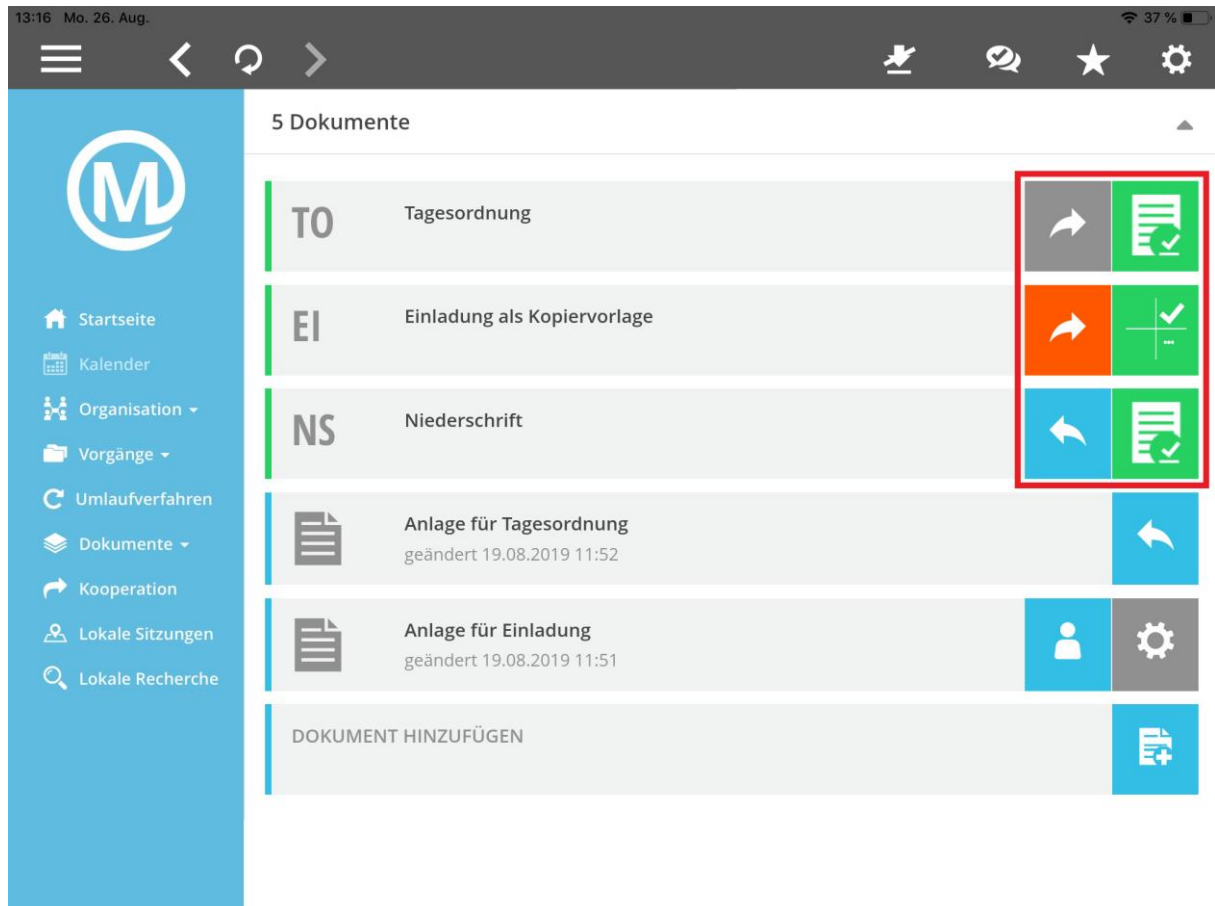 13:16 Mo. 26. Aug.
37 %
M
Startseite
Kalender
Organisation
Vorgänge
Umlaufverfahren
Dokumente
Kooperation
Lokale Sitzungen
Lokale Recherche
5 Dokumente
TO Tagesordnung
EI Einladung als Kopiervorlage
NS Niederschrift
Anlage für Tagesordnung
geändert 19.08.2019 11:52
Anlage für Einladung
geändert 19.08.2019 11:51
DOKUMENT HINZUFÜGEN